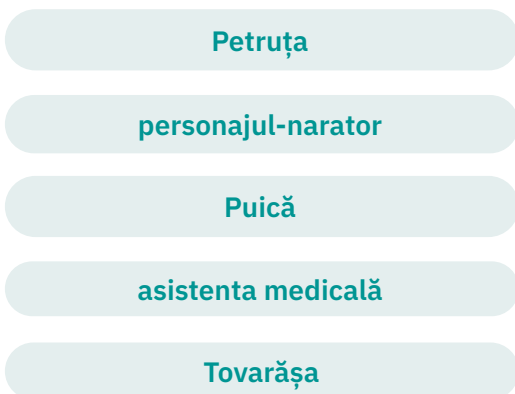 Petruța
personajul-narator
Puică
asistenta medicală
Tovarășa